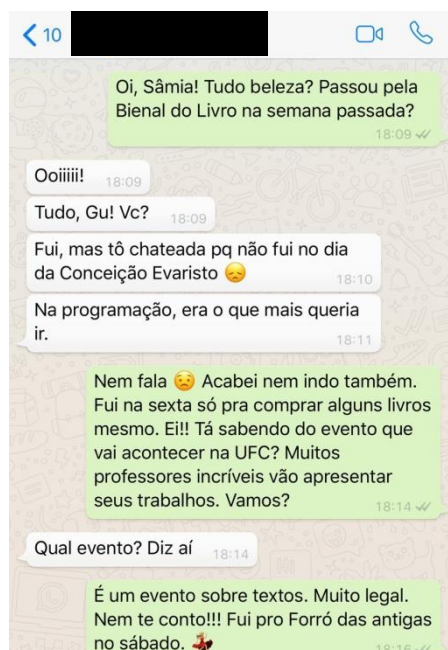 10
Oi, Sâmia! Tudo beleza? Passou pela
Bienal do Livro na semana passada?
18:09
Ooiiiii!
18:09
Tudo, Gu! Vc?
18:09
Fui, mas tô chateada pq não fui no dia
da Conceição Evaristo 😞
18:10
Na programação, era o que mais queria
ir.
18:11
Nem fala 😟 Acabei nem indo também.
Fui na sexta só pra comprar alguns livros
mesmo. Ei!! Tá sabendo do evento que
vai acontecer na UFC? Muitos
professores incríveis vão apresentar
seus trabalhos. Vamos?
18:14
Qual evento? Diz aí
18:14
É um evento sobre textos. Muito legal.
Nem te conto!!! Fui pro Forró das antigas
no sábado. 💃
18:16